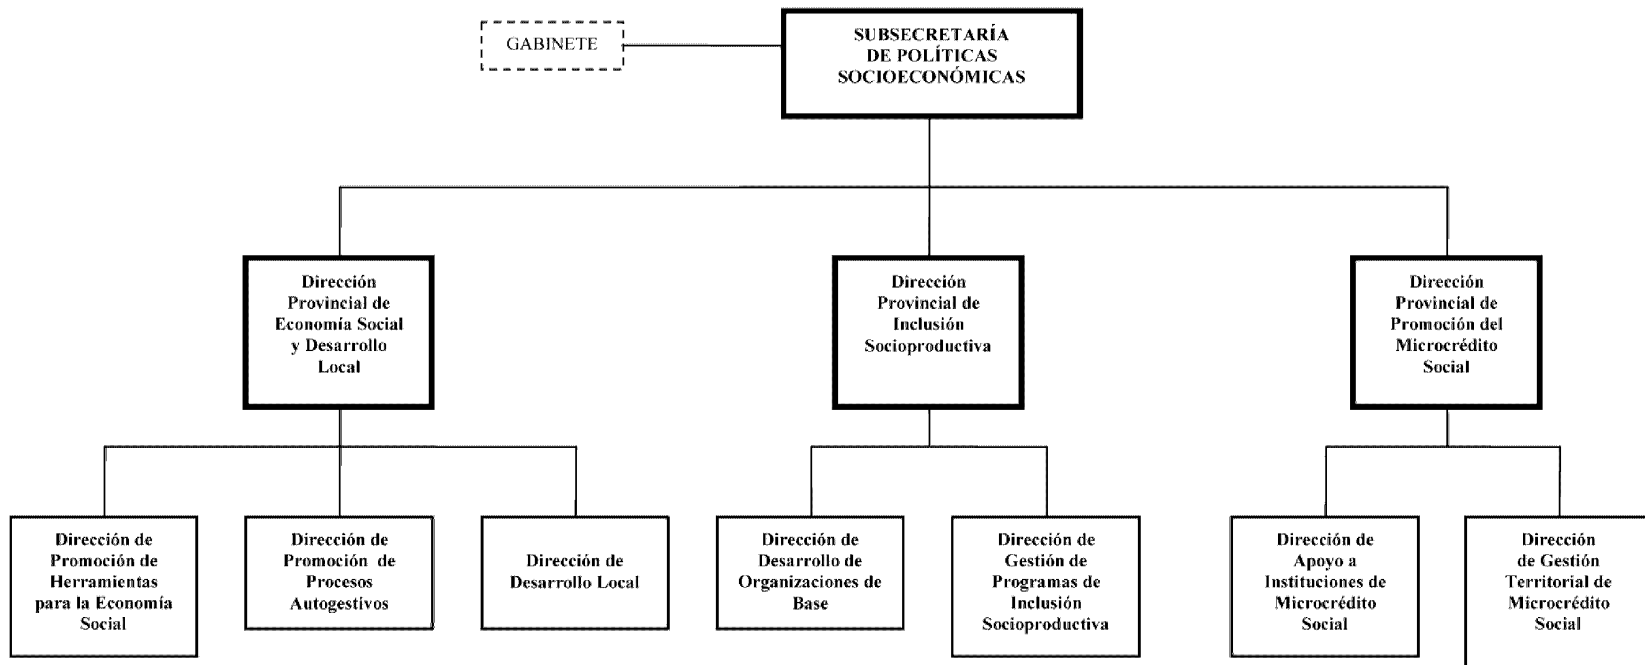 GABINETE
SUBSECRETARÍA
DE POLÍTICAS
SOCIOECONÓMICAS
Dirección
Provincial de
Economía Social
y Desarrollo
Local
Dirección
Provincial de
Inclusión
Socioproductiva
Dirección
Provincial de
Promoción del
Microcrédito
Social
Dirección de
Promoción de
Herramientas
para la Economía
Social
Dirección de
Promoción de
Procesos
Autogestivos
Dirección de
Desarrollo Local
Dirección de
Desarrollo de
Organizaciones de
Base
Dirección de
Gestión de
Programas de
Inclusión
Socioproductiva
Dirección de
Apoyo a
Instituciones de
Microcrédito
Social
Dirección
de Gestión
Territorial de
Microcrédito
Social